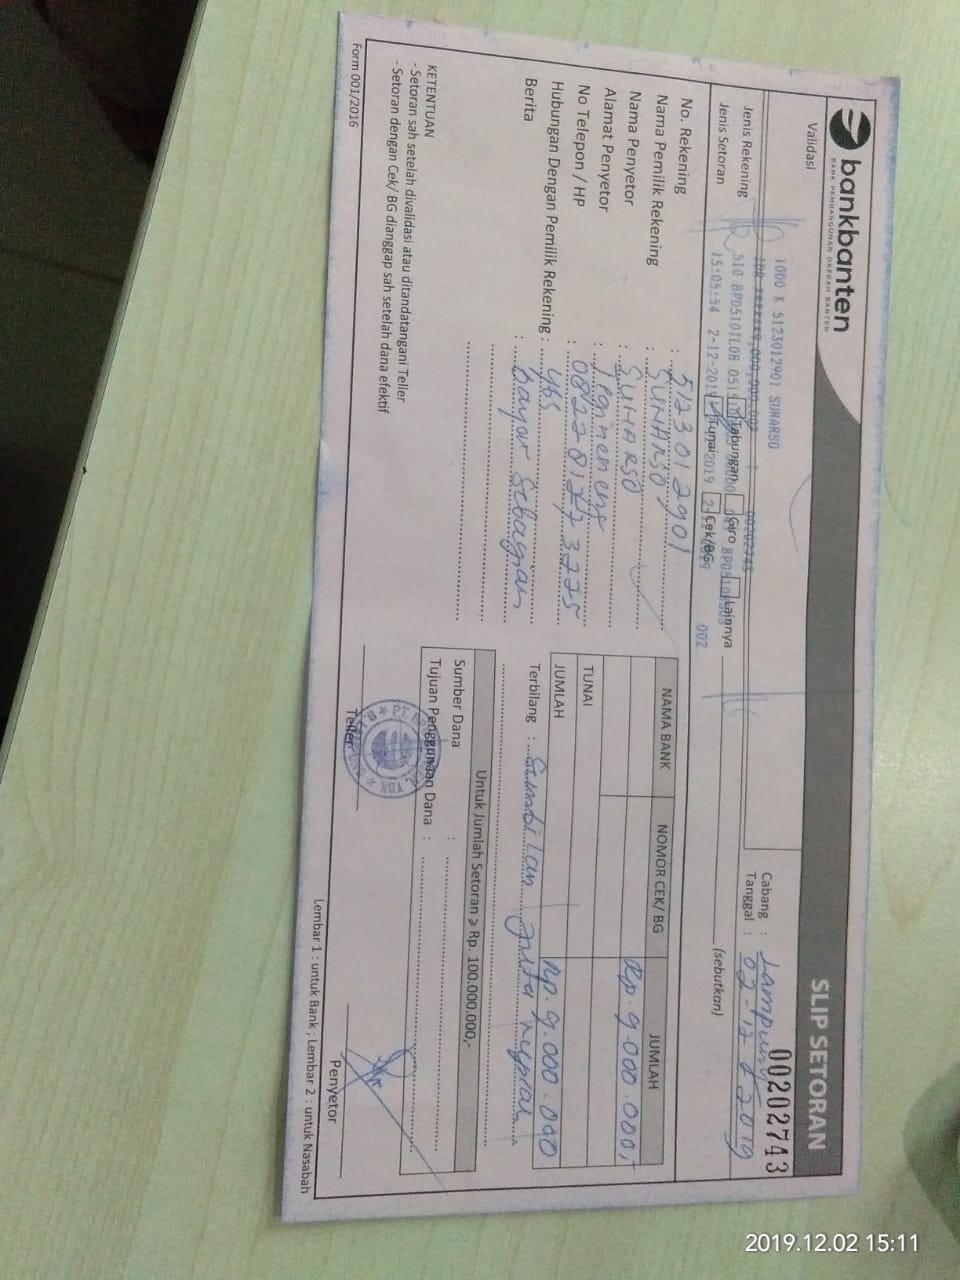 bankbanten
BANK PEMBANGUNAN DAERAH BANTEN
SLIP SETORAN
Validasi
00202743
1000 K 5123012901 SUNARSO
00202743
510 BPD510TL08
15:05:54 2-12-2019
2019
002
Cabang : Lampung
Tanggal : 02-12-2019
Jenis Rekening Tabungan Giro Lainnya (sebutkan)
Jenis Setoran Tunai Cek/BG
No. Rekening : 5123012901
Nama Pemilik Rekening : SUNARSO
Nama Penyetor : SUNARSO
Alamat Penyetor : Tegineneng
No Telepon / HP :
Hubungan Dengan Pemilik Rekening : ybs
Berita : bayar Sebagian
NAMA BANK NOMOR CEK/ BG JUMLAH
Rp. 9.000.000,-
TUNAI
JUMLAH Rp. 9.000.000
Terbilang : Sembilan Juta rupiah
Untuk Jumlah Setoran ≥ Rp. 100.000.000,-
Sumber Dana :
Tujuan Penggunaan Dana :
KETENTUAN
- Setoran sah setelah divalidasi atau ditandatangani Teller
- Setoran dengan Cek/ BG dianggap sah setelah dana efektif
Teller
Penyetor
Form 001/2016
Lembar 1 : untuk Bank ; Lembar 2 : untuk Nasabah
2019.12.02 15:11